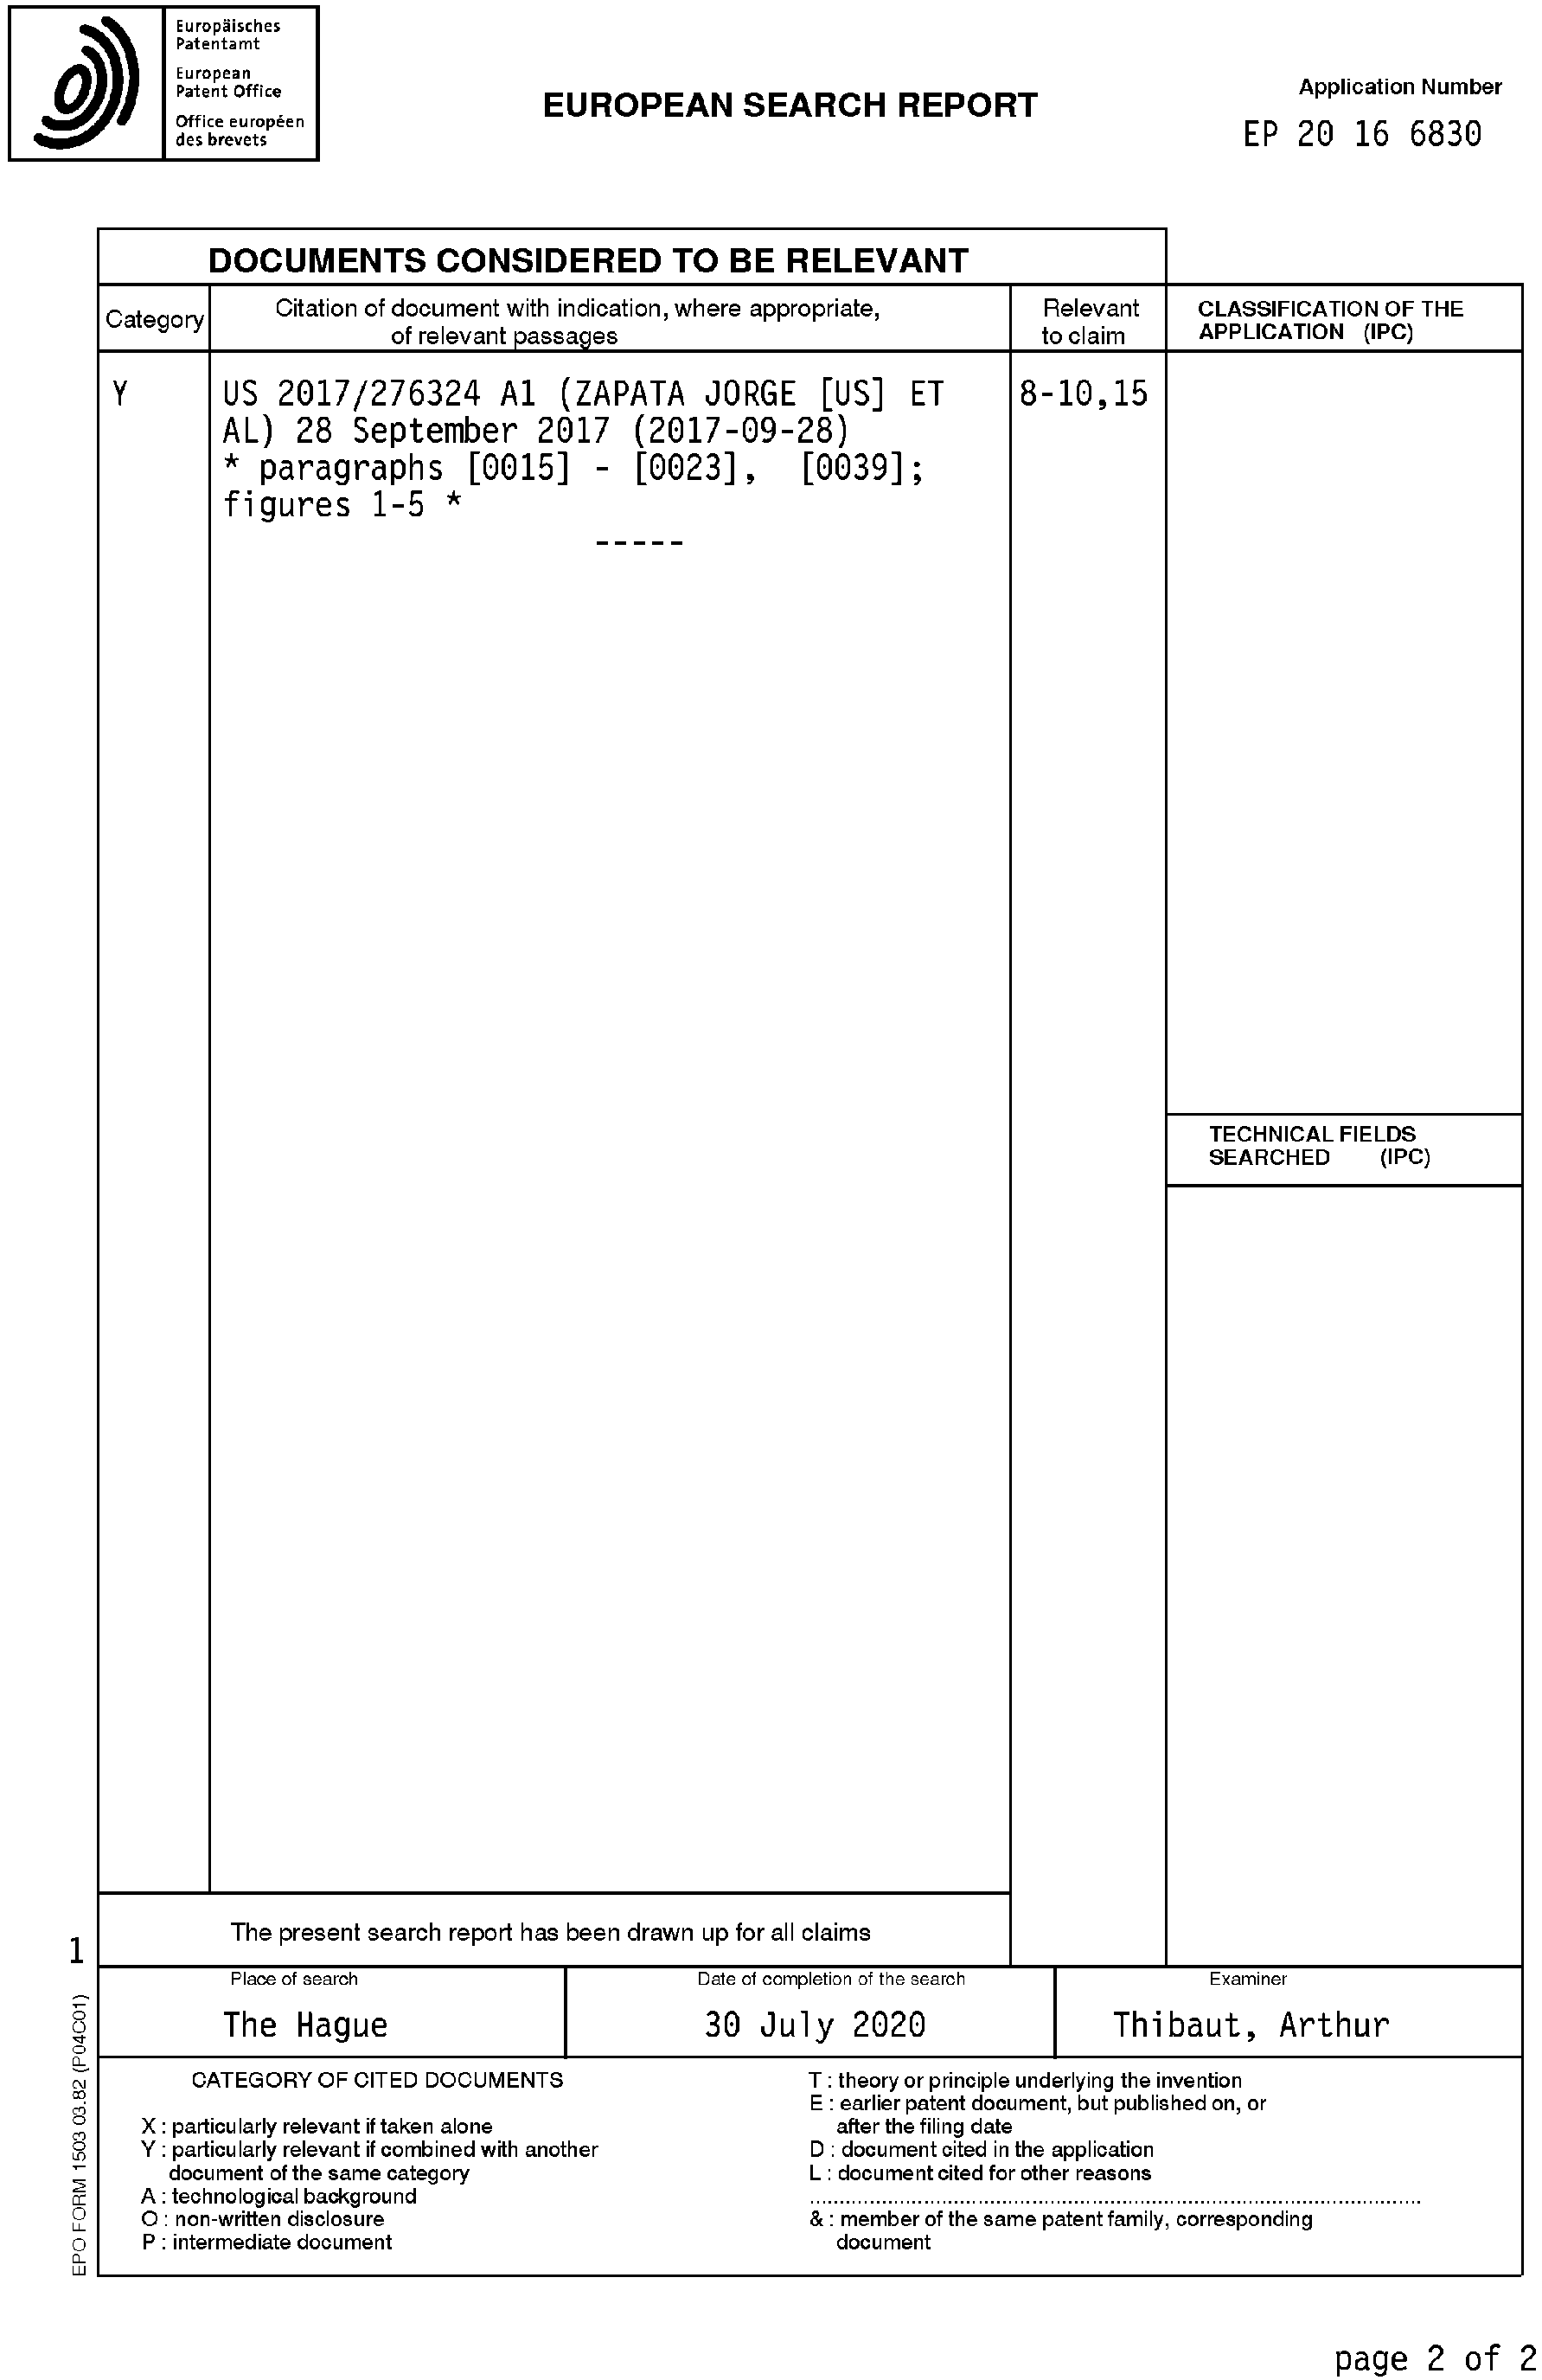 Europäisches
Patentamt
European
Patent Office
Office européen
des brevets
EUROPEAN SEARCH REPORT
Application Number
EP 20 16 6830
DOCUMENTS CONSIDERED TO BE RELEVANT
Category
Citation of document with indication, where appropriate,
of relevant passages
Relevant
to claim
CLASSIFICATION OF THE
APPLICATION (IPC)
Y
US 2017/276324 A1 (ZAPATA JORGE [US] ET
AL) 28 September 2017 (2017-09-28)
* paragraphs [0015] - [0023], [0039];
figures 1-5 *
-----
8-10,15
TECHNICAL FIELDS
SEARCHED (IPC)
The present search report has been drawn up for all claims
1
Place of search
The Hague
Date of completion of the search
30 July 2020
Examiner
Thibaut, Arthur
CATEGORY OF CITED DOCUMENTS
X : particularly relevant if taken alone
Y : particularly relevant if combined with another
document of the same category
A : technological background
O : non-written disclosure
P : intermediate document
T : theory or principle underlying the invention
E : earlier patent document, but published on, or
after the filing date
D : document cited in the application
L : document cited for other reasons
& : member of the same patent family, corresponding
document
EPO FORM 1503 03.82 (P04C01)
page 2 of 2